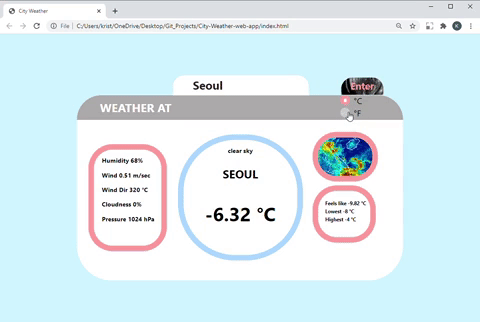 City Weather
File | C:/Users/krist/OneDrive/Desktop/Git_Projects/City-Weather-web-app/index.html
Seoul
Enter
WEATHER AT
°C
°F
Humidity 68%
Wind 0.51 m/sec
Wind Dir 320 °C
Cloudness 0%
Pressure 1024 hPa
clear sky
SEOUL
-6.32 °C
Feels like -9.82 °C
Lowest -8 °C
Highest -4 °C